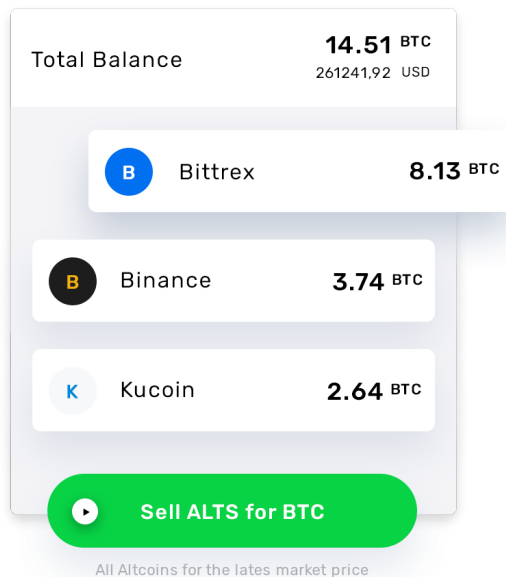 Total Balance
14.51 BTC
261241,92 USD
B Bittrex 8.13 BTC
B Binance 3.74 BTC
K Kucoin 2.64 BTC
Sell ALTS for BTC
All Altcoins for the lates market price